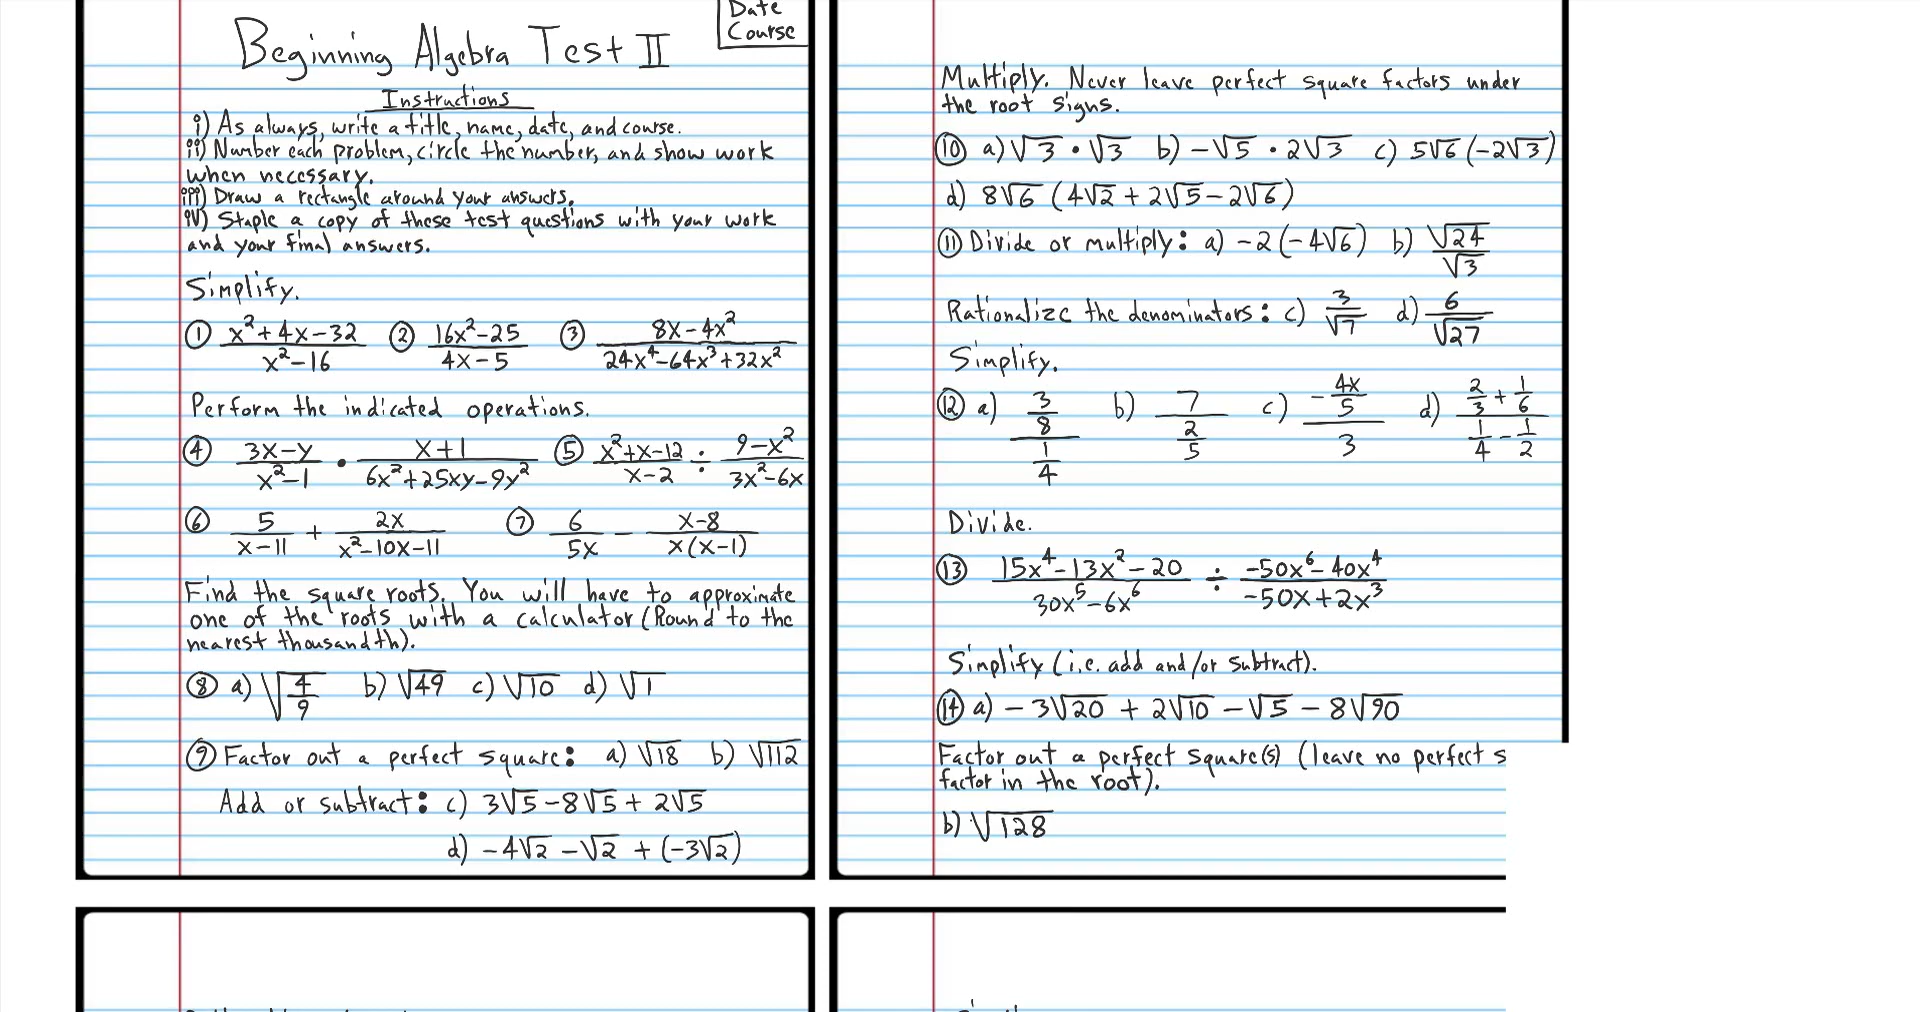 Date
Course
Beginning Algebra Test II
Instructions
i) As always, write a title, name, date, and course.
ii) Number each problem, circle the number, and show work
when necessary.
iii) Draw a rectangle around your answers.
iv) Staple a copy of these test questions with your work
and your final answers.
Simplify.
① (x²+4x-32)/(x²-16) ② (16x²-25)/(4x-5) ③ (8x-4x²)/(24x⁴-64x³+32x²)
Perform the indicated operations.
④ (3x-y)/(x²-1) • (x+1)/(6x²+25xy-9y²) ⑤ (x²+x-12)/(x-2) ÷ (9-x²)/(3x²-6x)
⑥ 5/(x-11) + 2x/(x²-10x-11) ⑦ 6/(5x) - (x-8)/(x(x-1))
Find the square roots. You will have to approximate
one of the roots with a calculator (Round to the
nearest thousandth).
⑧ a) √(4/9) b) √49 c) √10 d) √1
⑨ Factor out a perfect square: a) √18 b) √112
Add or subtract: c) 3√5-8√5+2√5
d) -4√2-√2+(-3√2)
Multiply. Never leave perfect square factors under
the root signs.
⑩ a) √3 • √3 b) -√5 • 2√3 c) 5√6(-2√3)
d) 8√6 (4√2+2√5-2√6)
⑪ Divide or multiply: a) -2(-4√6) b) √24/√3
Rationalize the denominators: c) 3/√7 d) 6/√27
Simplify.
⑫ a) (3/8)/(1/4) b) 7/(2/5) c) (-4x/5)/3 d) (2/3+1/6)/(1/4-1/2)
Divide.
⑬ (15x⁴-13x²-20)/(30x⁵-6x⁶) ÷ (-50x⁶-40x⁴)/(-50x+2x³)
Simplify (i.e. add and/or subtract).
⑭ a) -3√20 + 2√10 - √5 - 8√90
Factor out a perfect square(s) (leave no perfect s
factor in the root).
b) √128